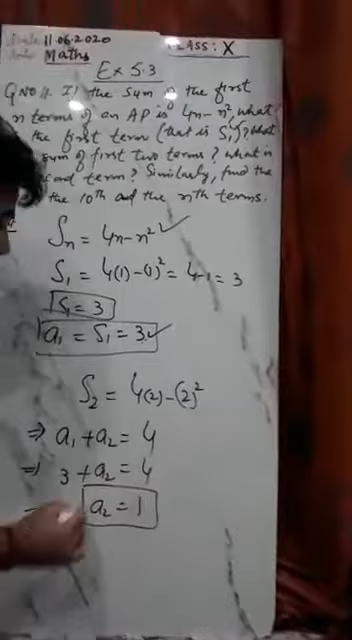 Date 11.06.2020
CLASS: X
Maths
Ex 5.3
QNO 11. If the sum of the first
n terms of an AP is 4n - n², what
the first term (that is S₁)? What
sum of first two terms? what is
term? Similarly, find the
the 10th and the nth terms.
Sₙ = 4n - n² ✓
S₁ = 4(1) - (1)² = 4 - 1 = 3
S₁ = 3
a₁ = S₁ = 3 ✓
S₂ = 4(2) - (2)²
⇒ a₁ + a₂ = 4
⇒ 3 + a₂ = 4
a₂ = 1